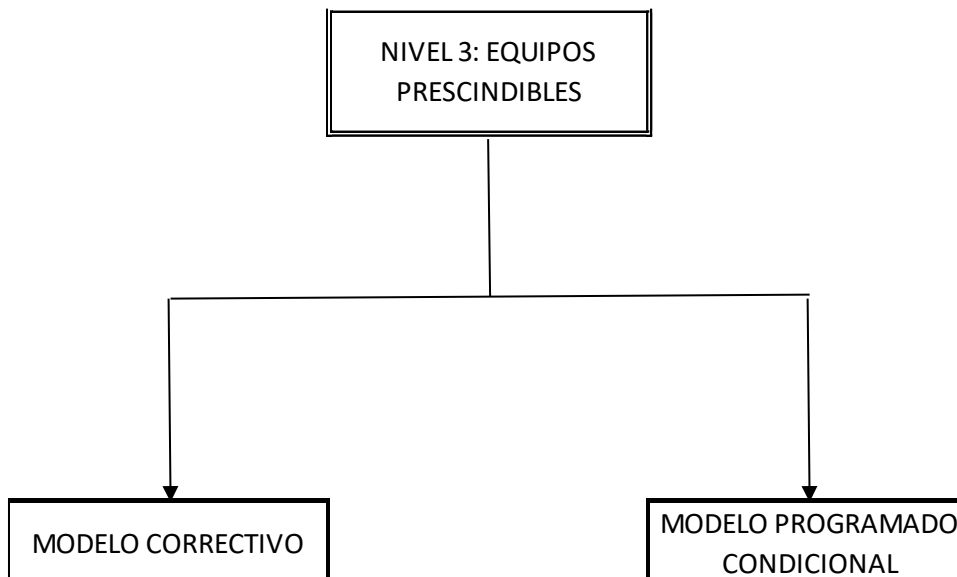 NIVEL 3: EQUIPOS
PRESCINDIBLES
MODELO CORRECTIVO
MODELO PROGRAMADO
CONDICIONAL